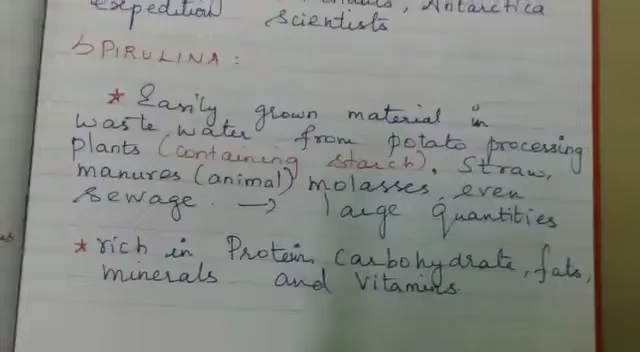 expedition scientists, Antarctica
SPIRULINA :
* Easily grown material in
waste water from potato processing
plants (containing starch). Straw,
manures (animal) molasses, even
sewage. → large quantities
* rich in Protein, Carbohydrate, fats,
minerals and Vitamins